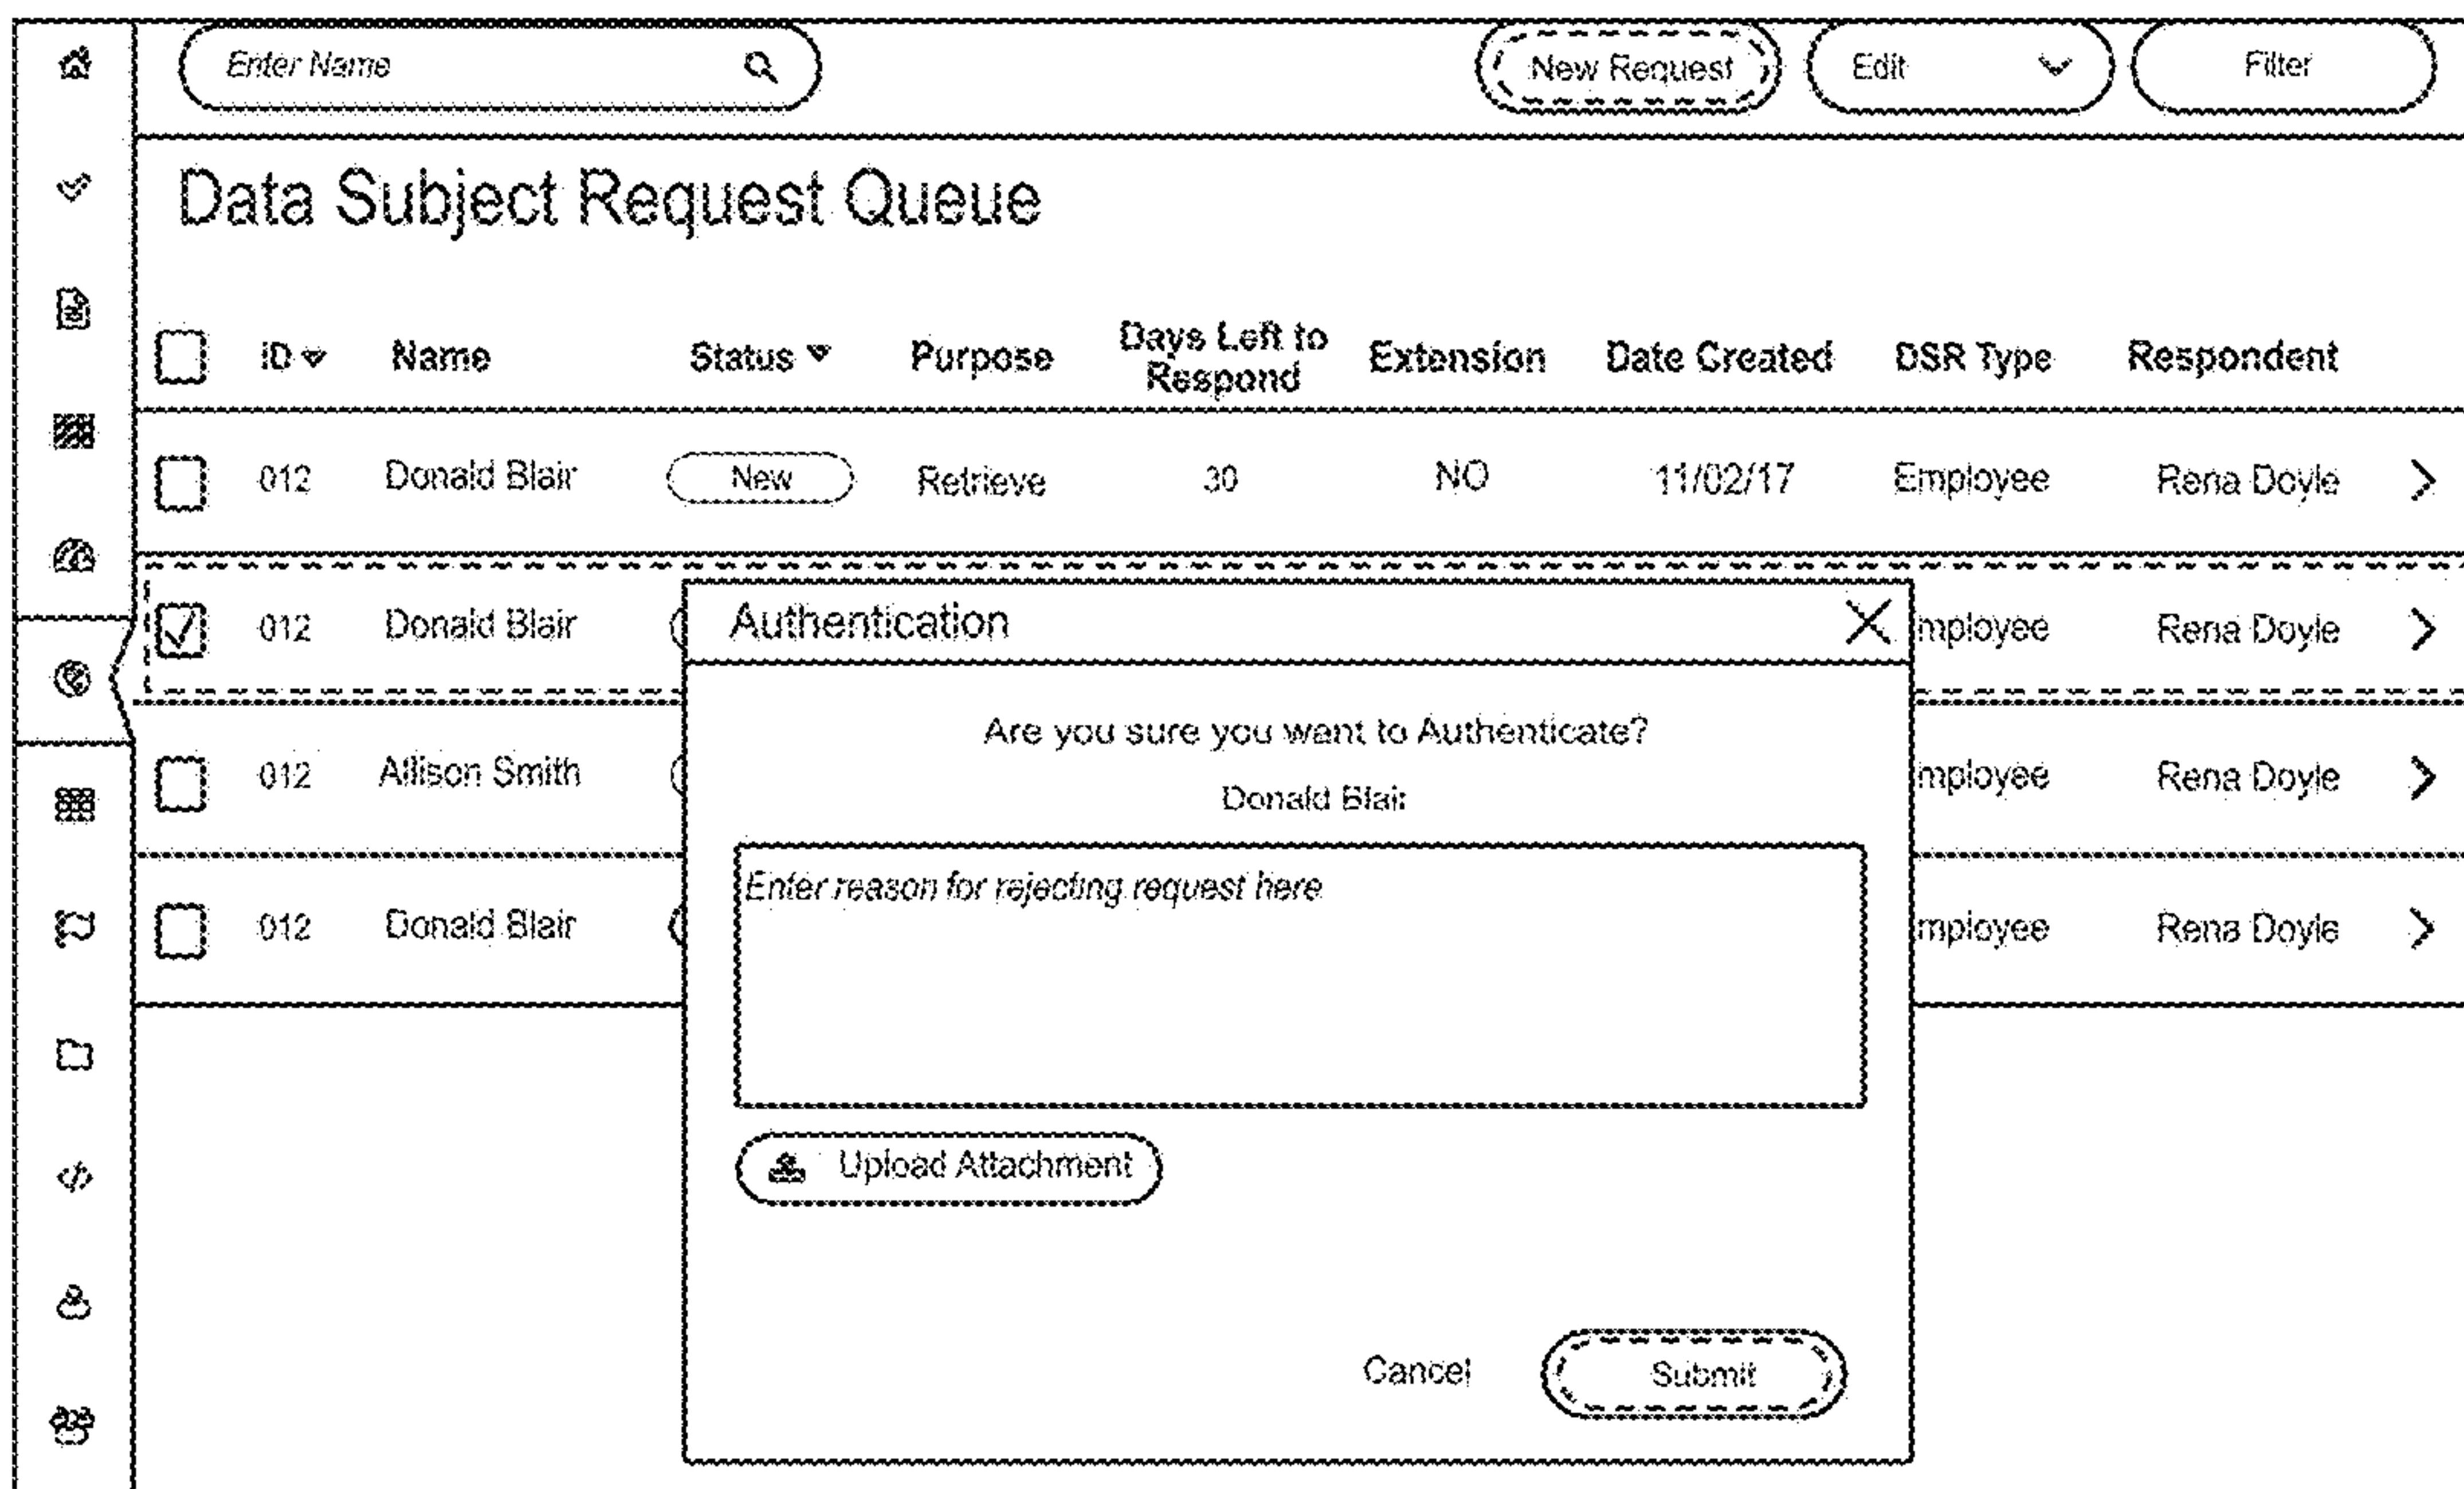 Enter Name New Request Edit Filter
Data Subject Request Queue
ID Name Status Purpose Days Left to Respond Extension Date Created DSR Type Respondent
012 Donald Blair New Retrieve 30 NO 11/02/17 Employee Rena Doyle
012 Donald Blair mployee Rena Doyle
012 Allison Smith mployee Rena Doyle
012 Donald Blair mployee Rena Doyle
Authentication
Are you sure you want to Authenticate?
Donald Blair
Enter reason for rejecting request here
Upload Attachment
Cancel Submit